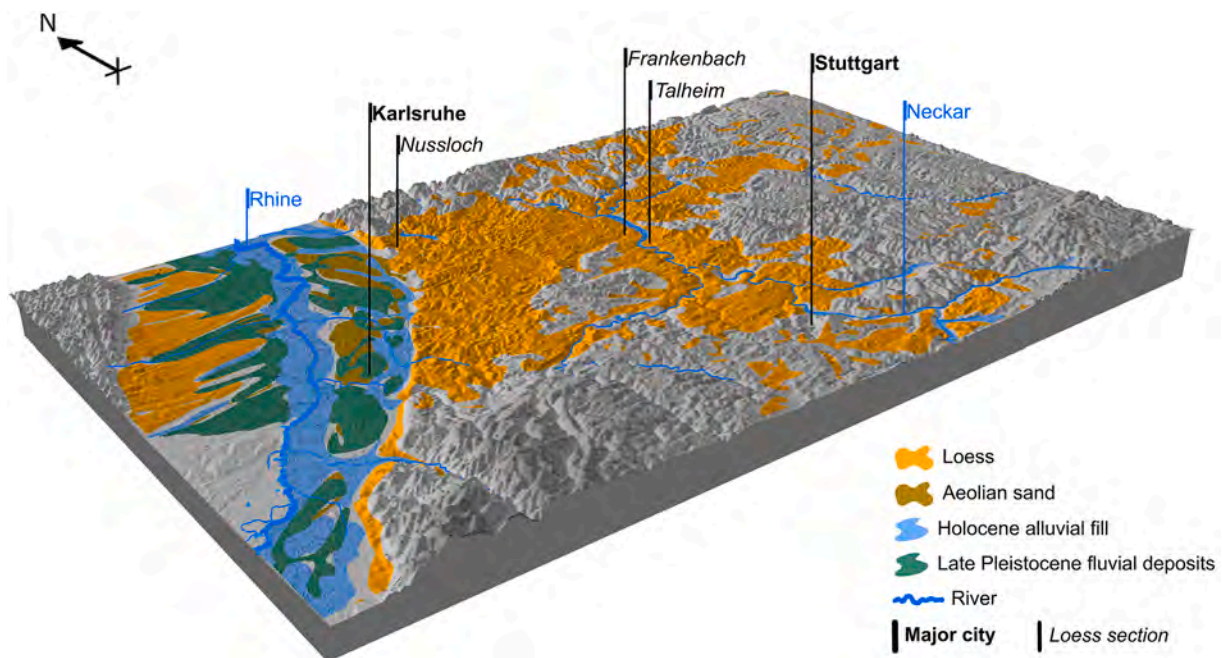 N
Frankenbach
Stuttgart
Talheim
Karlsruhe
Neckar
Nussloch
Rhine
Loess
Aeolian sand
Holocene alluvial fill
Late Pleistocene fluvial deposits
River
Major city
Loess section